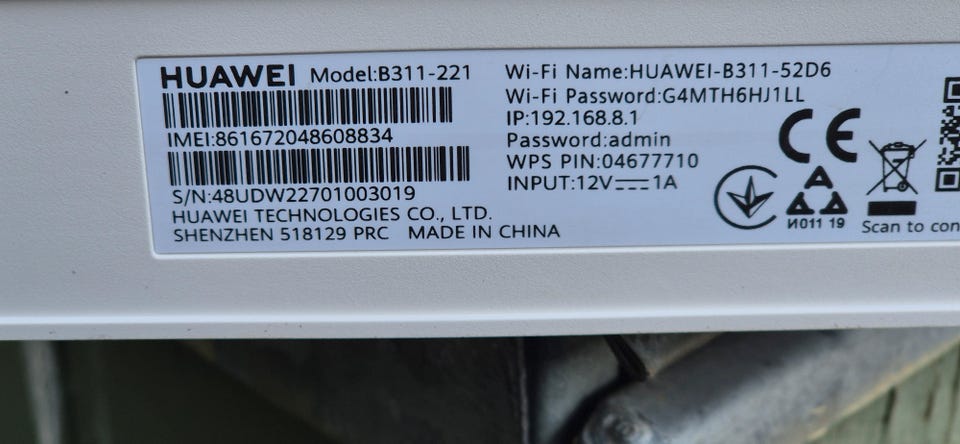 HUAWEI Model:B311-221
IMEI:861672048608834
S/N:48UDW22701003019
HUAWEI TECHNOLOGIES CO., LTD.
SHENZHEN 518129 PRC MADE IN CHINA
Wi-Fi Name:HUAWEI-B311-52D6
Wi-Fi Password:G4MTH6HJ1LL
IP:192.168.8.1
Password:admin
WPS PIN:04677710
INPUT:12V⎓1A
CE
И011 19
Scan to con